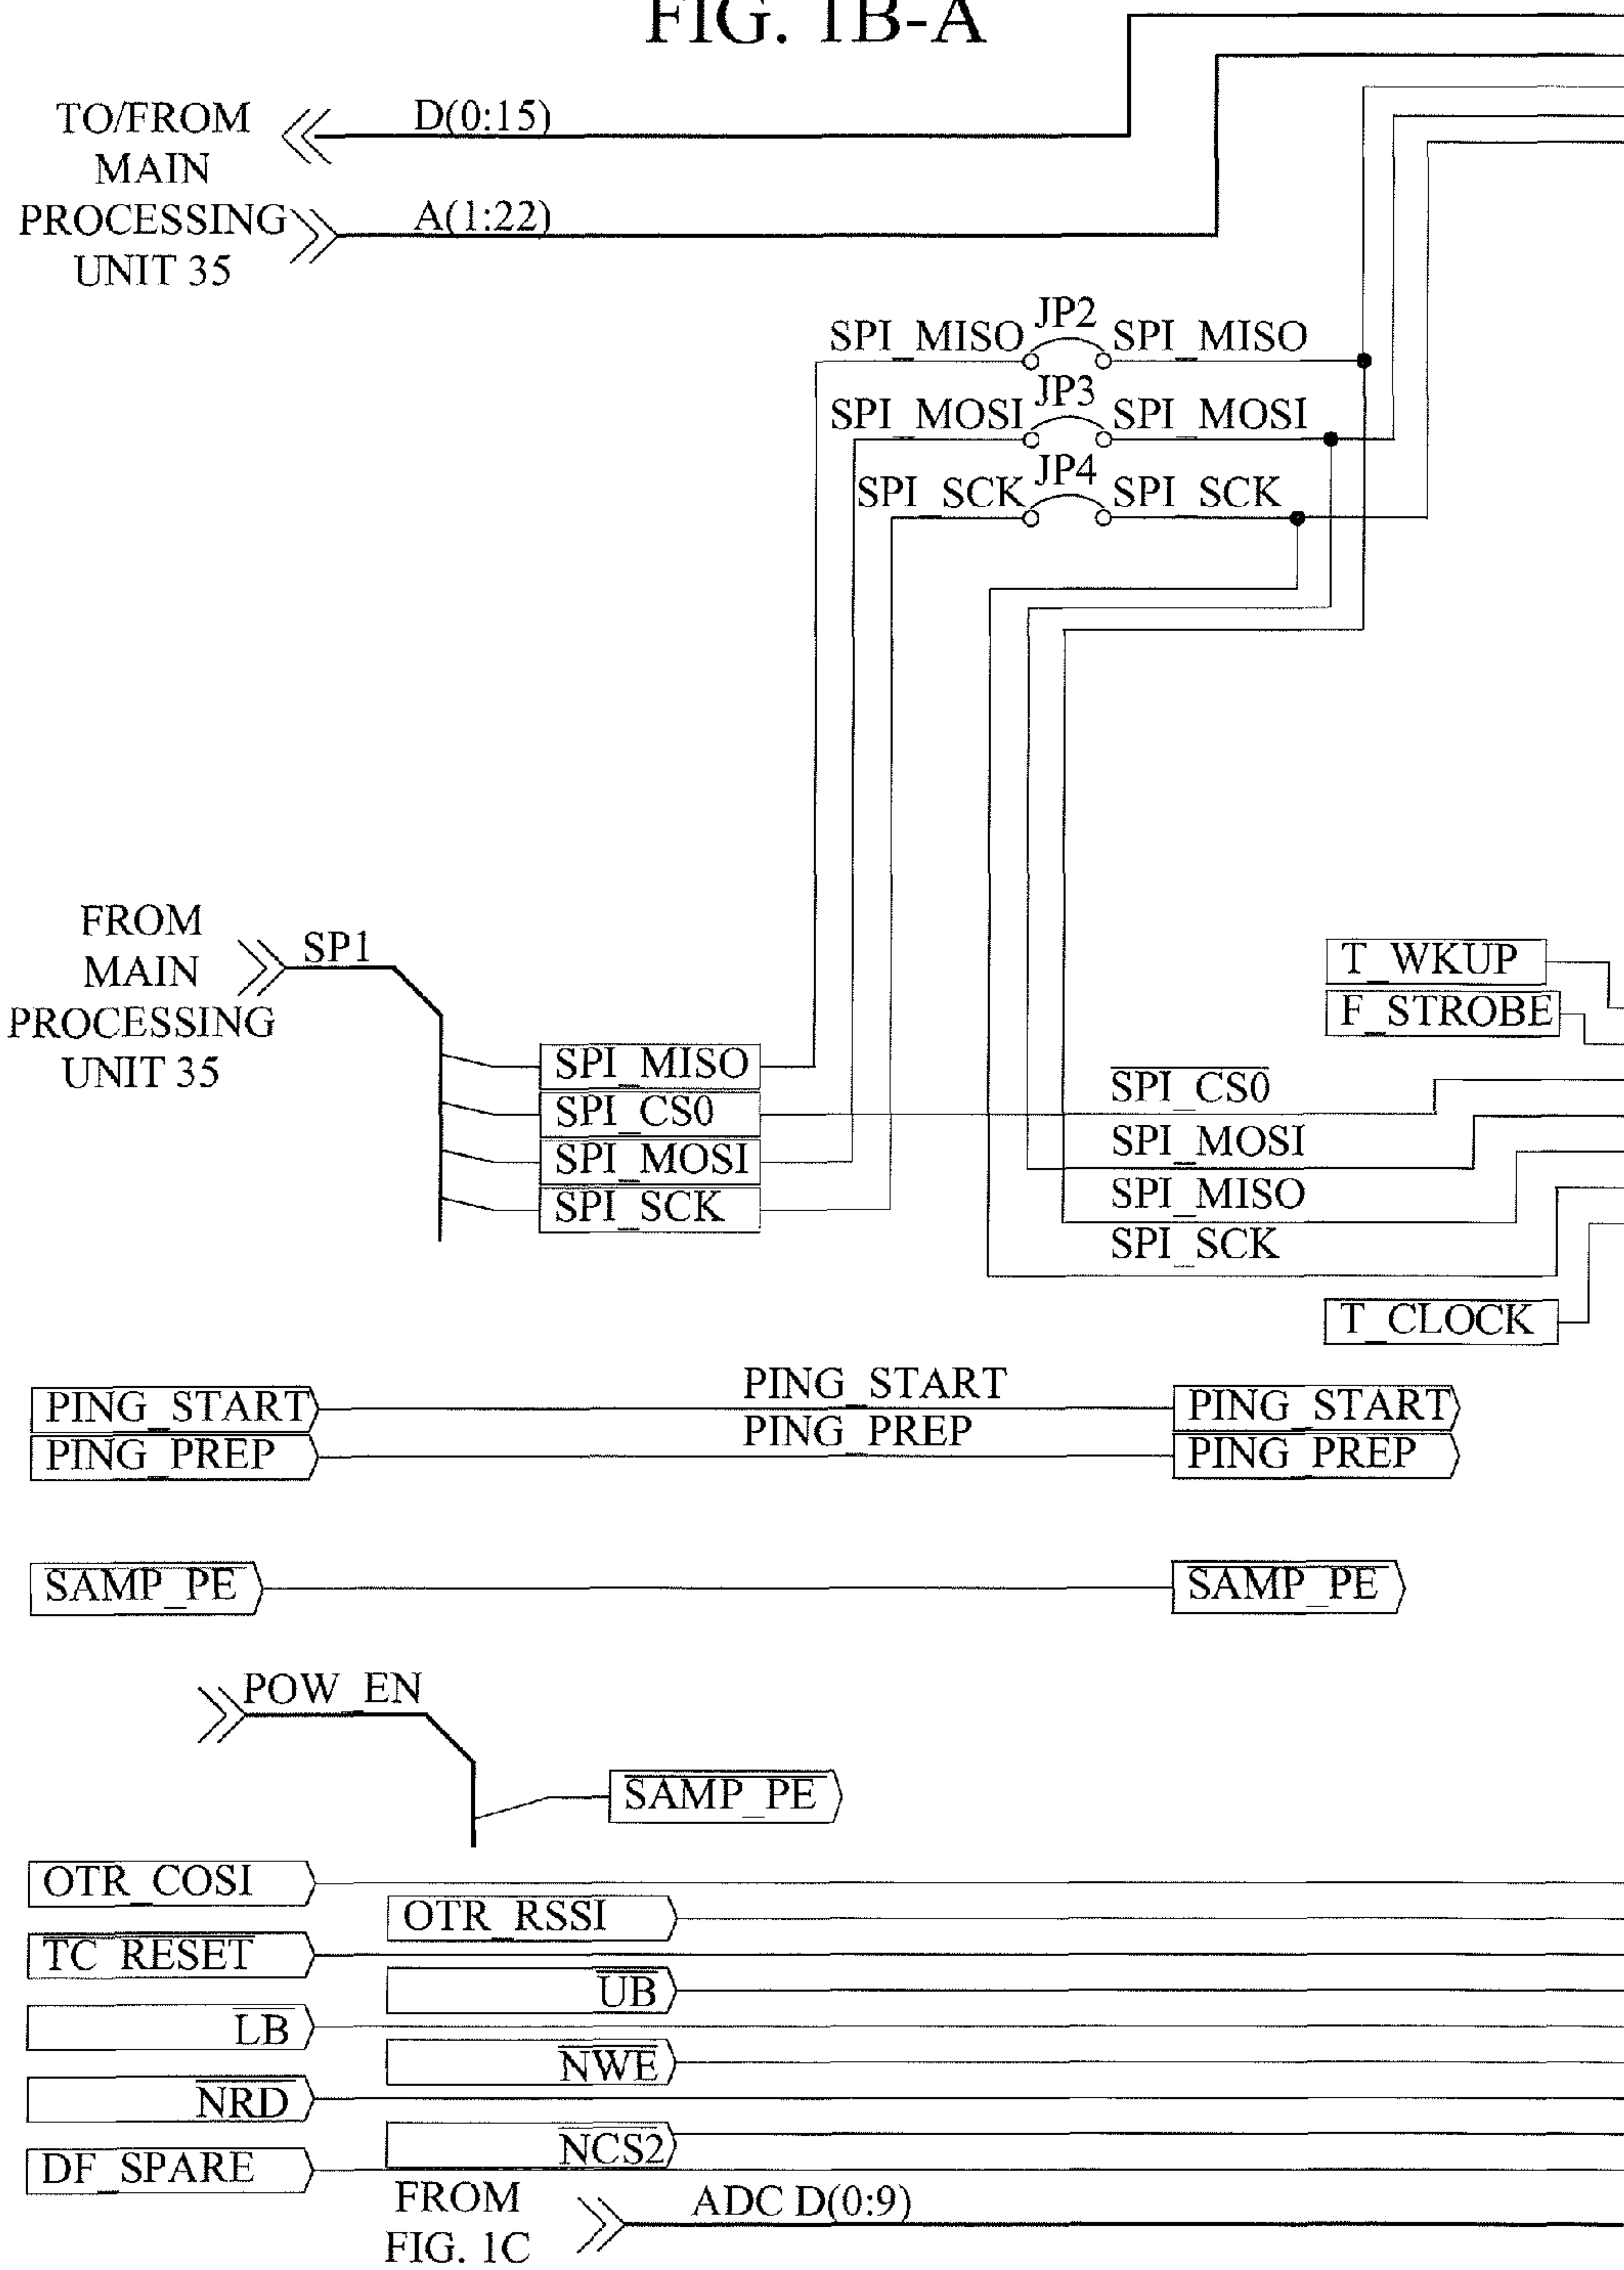 FIG. 1B-A
TO/FROM
MAIN
PROCESSING
UNIT 35
D(0:15)
A(1:22)
SPI_MISO JP2 SPI_MISO
SPI_MOSI JP3 SPI_MOSI
SPI_SCK JP4 SPI_SCK
FROM
MAIN
PROCESSING
UNIT 35
SP1
T_WKUP
F_STROBE
SPI_MISO
SPI_CS0
SPI_MOSI
SPI_SCK
SPI_CS0
SPI_MOSI
SPI_MISO
SPI_SCK
T_CLOCK
PING_START PING_START PING_START
PING_PREP PING_PREP PING_PREP
SAMP_PE SAMP_PE
POW_EN
SAMP_PE
OTR_COSI
OTR_RSSI
TC_RESET
UB
LB
NWE
NRD
NCS2
DF_SPARE
FROM
FIG. 1C
ADC D(0:9)